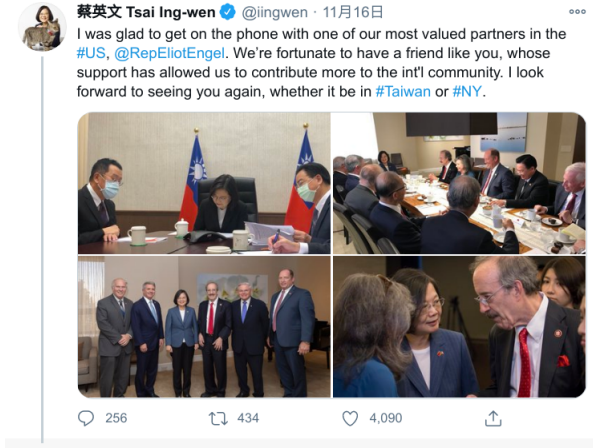 蔡英文 Tsai Ing-wen @iingwen · 11月16日
I was glad to get on the phone with one of our most valued partners in the
#US, @RepEliotEngel. We’re fortunate to have a friend like you, whose
support has allowed us to contribute more to the int'l community. I look
forward to seeing you again, whether it be in #Taiwan or #NY.
256 434 4,090